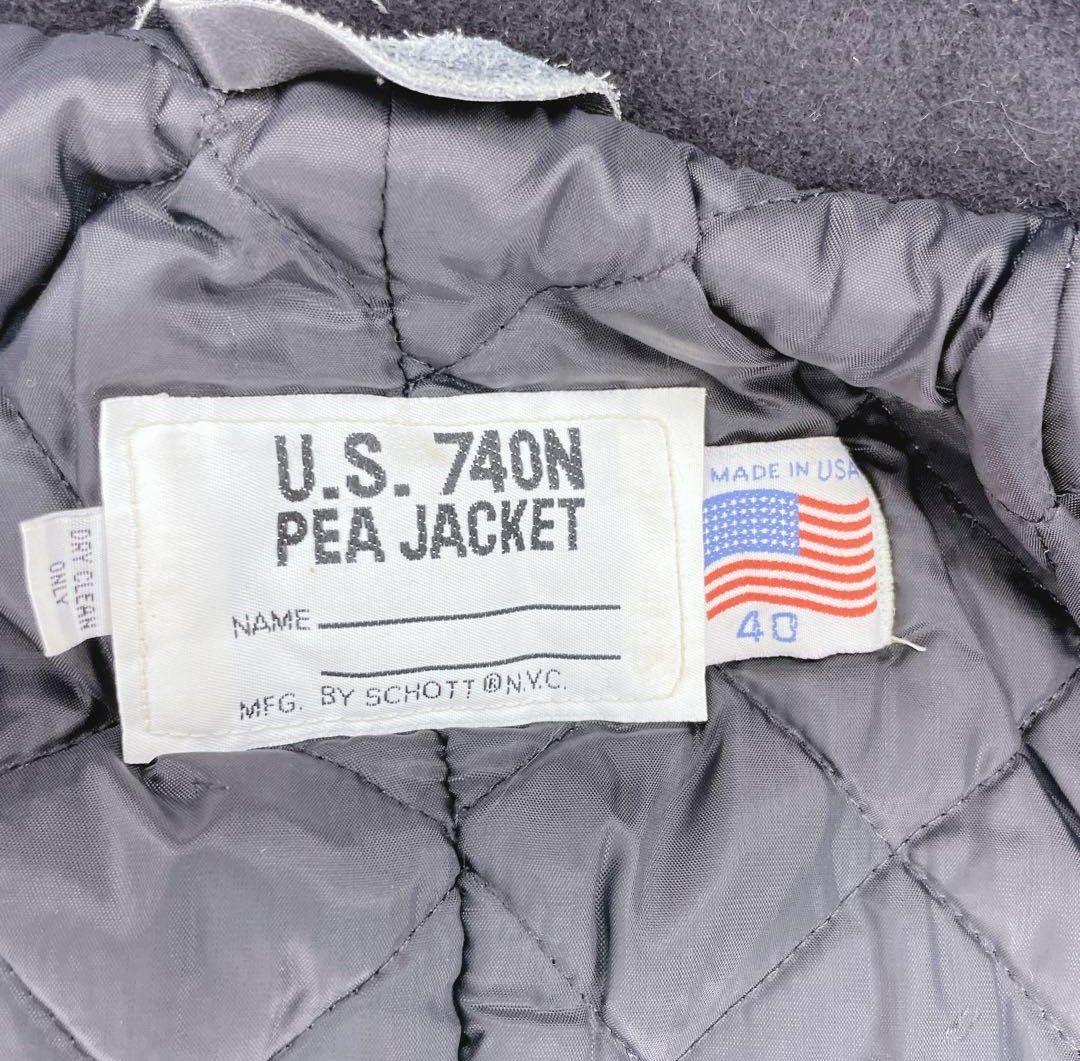 U.S. 740N
PEA JACKET
NAME
MFG. BY SCHOTT®N.Y.C.
DRY CLEAN
ONLY
MADE IN USA
40